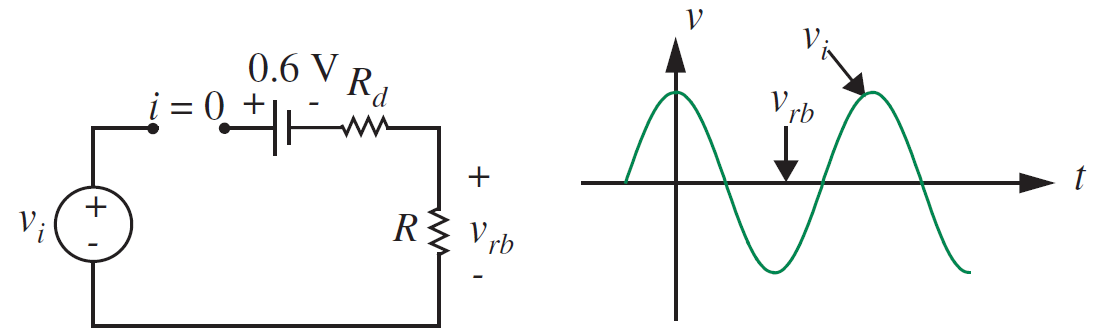 0.6 V
i = 0
+ -
R_d
v_i
+
-
R
+
v_rb
-
v
v_i
v_rb
t